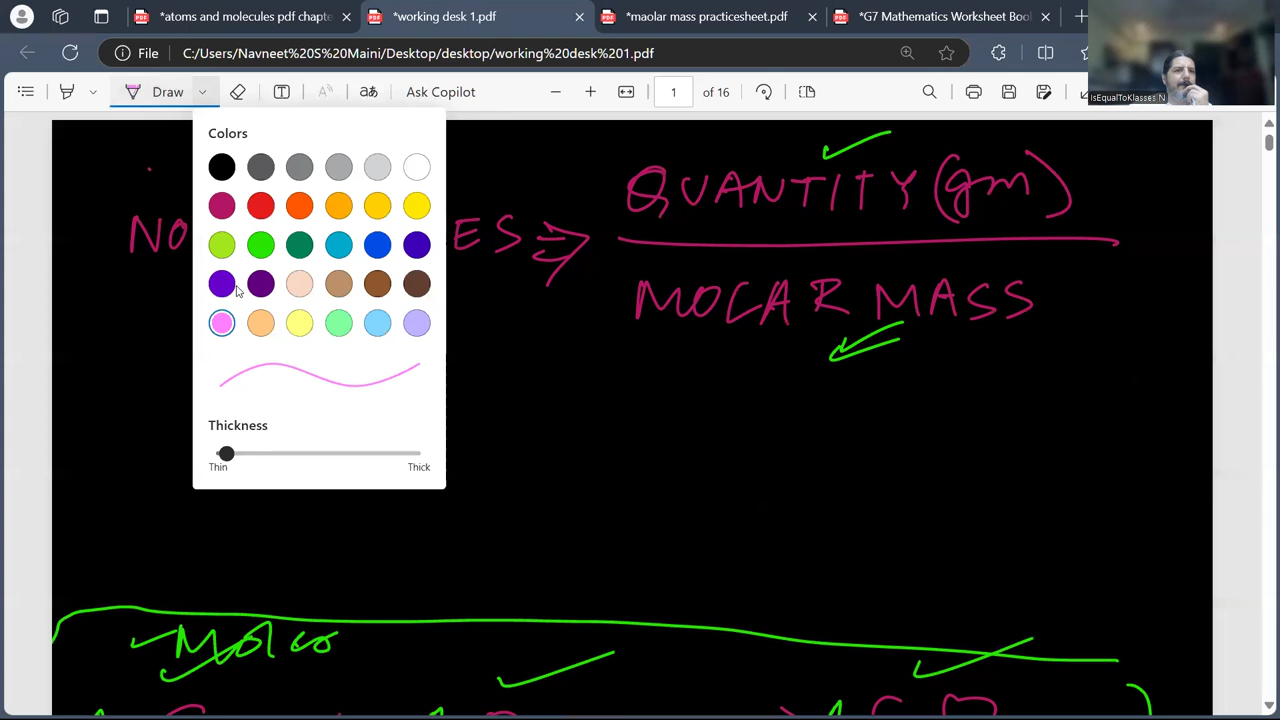 *atoms and molecules pdf chapte
*working desk 1.pdf
*maolar mass practicesheet.pdf
*G7 Mathematics Worksheet Boo
File C:/Users/Navneet%20S%20Maini/Desktop/desktop/working%20desk%201.pdf
IsEqualToKlasses N
Draw Ask Copilot 1 of 16
Colors
Thickness
Thin Thick
QUANTITY (gm)
NO ES ⇒
MOLAR MASS